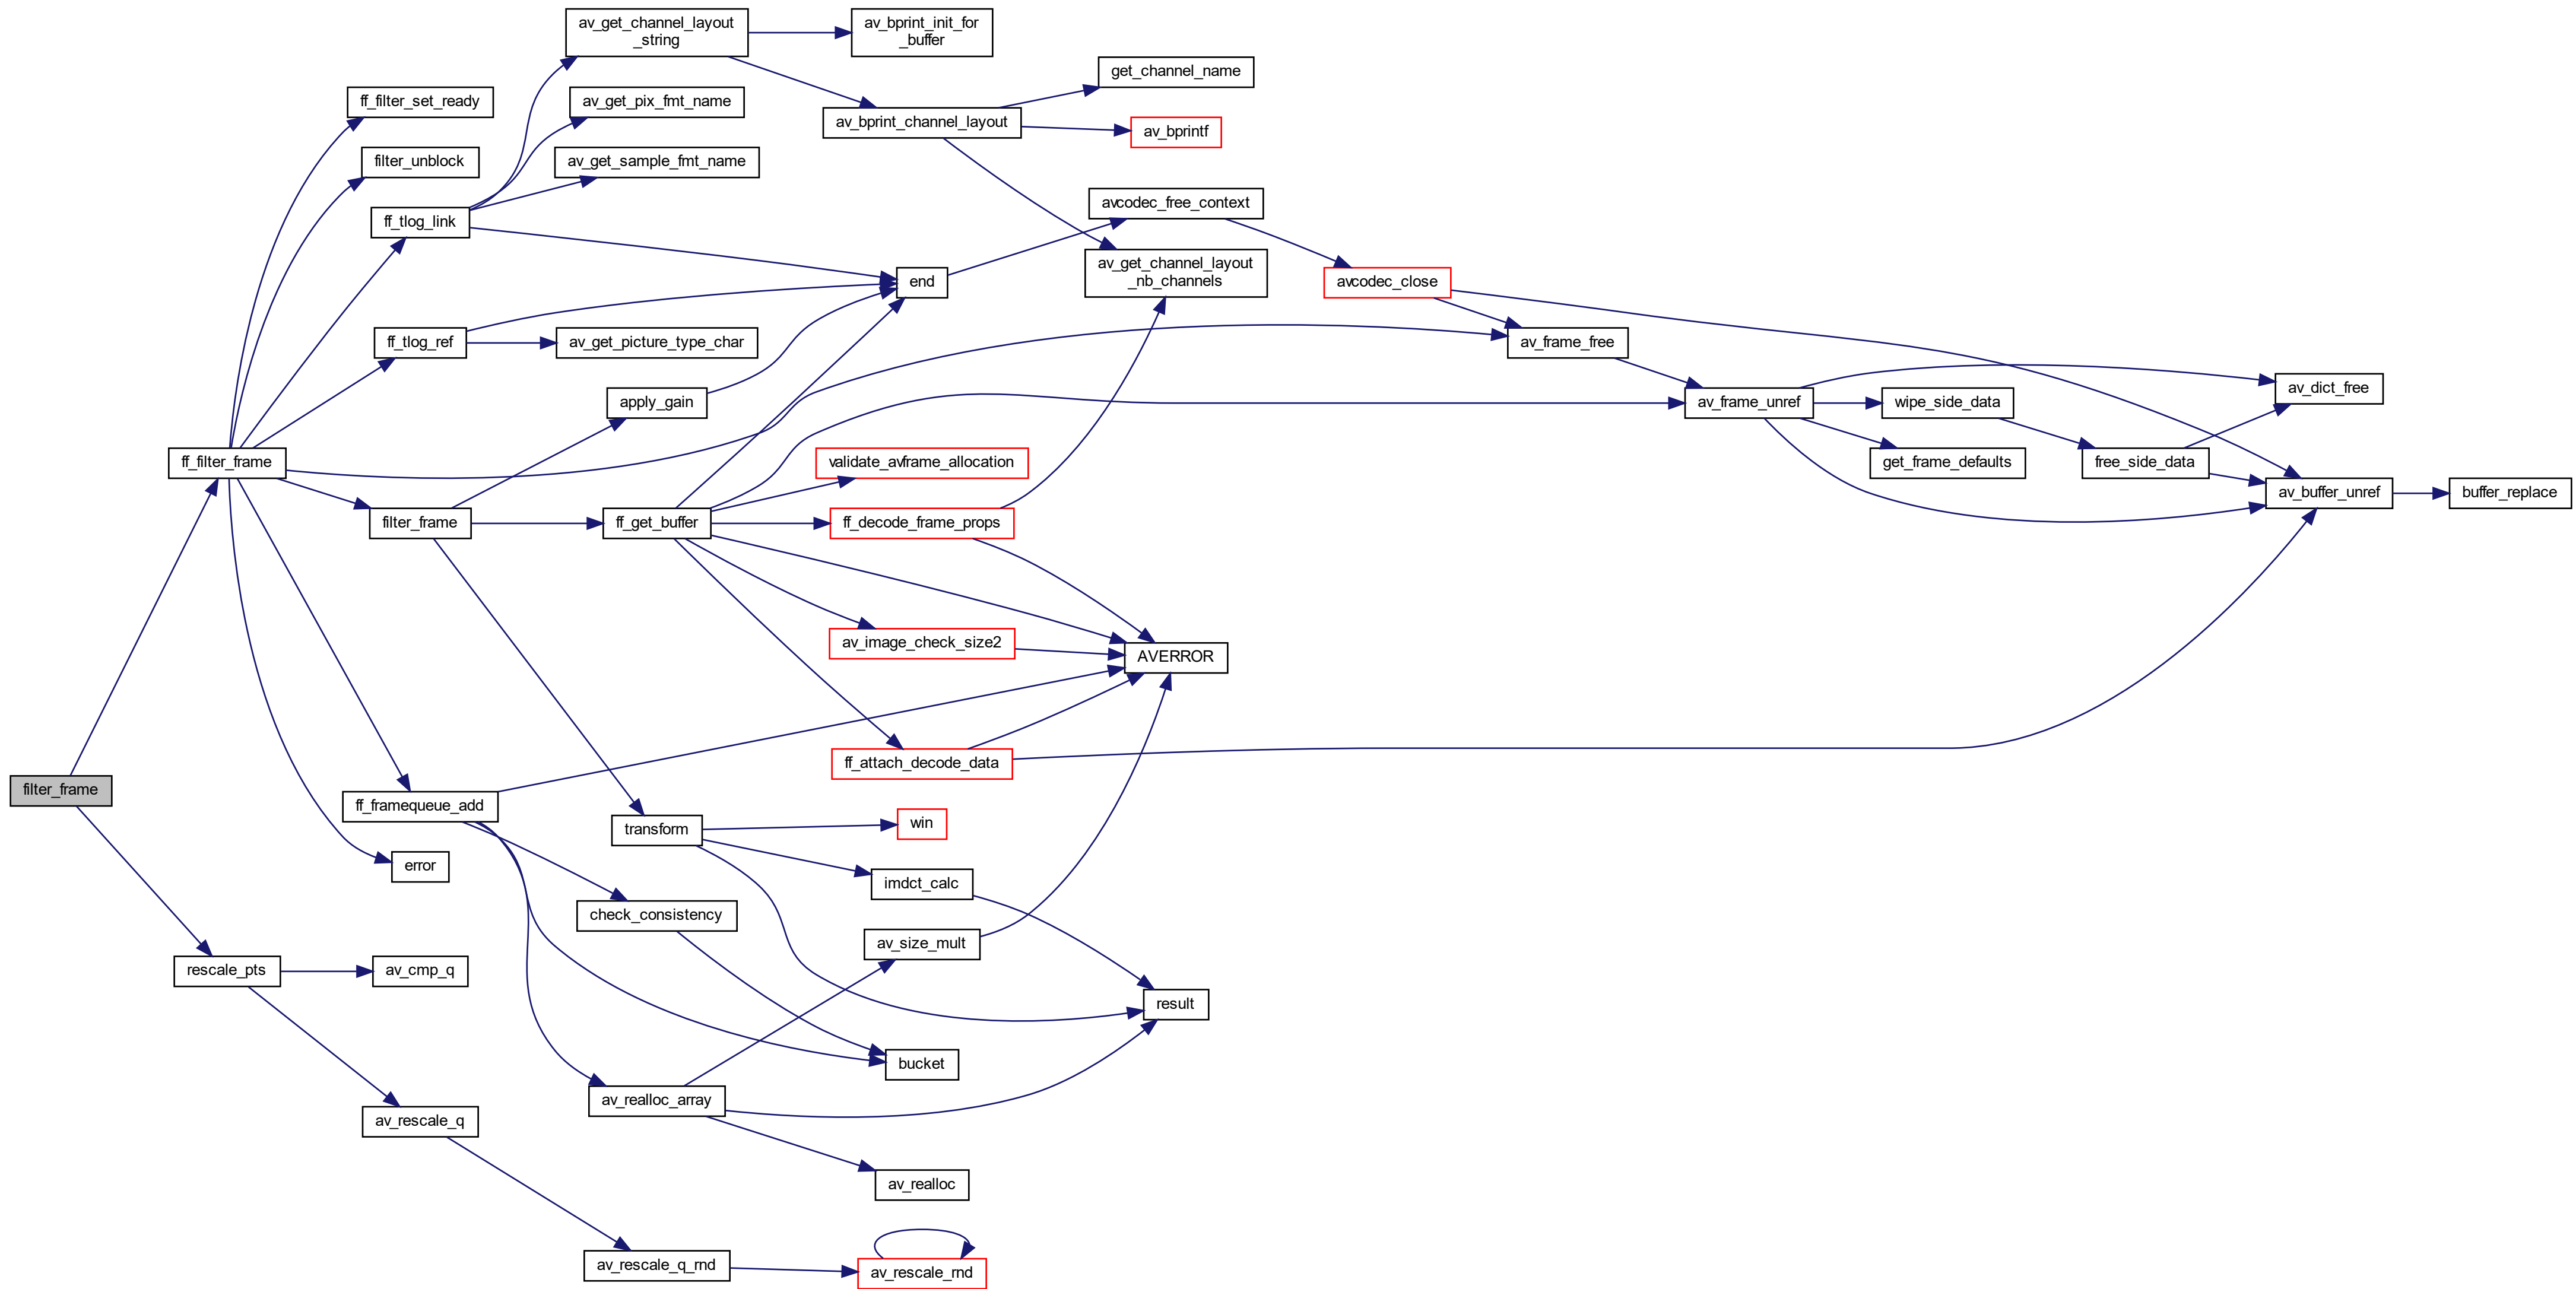 av_get_channel_layout
_string
av_bprint_init_for
_buffer
get_channel_name
ff_filter_set_ready
av_get_pix_fmt_name
av_bprint_channel_layout
av_bprintf
filter_unblock
av_get_sample_fmt_name
ff_tlog_link
avcodec_free_context
av_get_channel_layout
_nb_channels
end
avcodec_close
ff_tlog_ref
av_get_picture_type_char
av_frame_free
apply_gain
av_frame_unref
wipe_side_data
av_dict_free
ff_filter_frame
validate_avframe_allocation
get_frame_defaults
free_side_data
av_buffer_unref
buffer_replace
filter_frame
ff_get_buffer
ff_decode_frame_props
av_image_check_size2
AVERROR
ff_attach_decode_data
filter_frame
ff_framequeue_add
transform
win
error
imdct_calc
check_consistency
av_size_mult
rescale_pts
av_cmp_q
result
bucket
av_realloc_array
av_rescale_q
av_realloc
av_rescale_q_rnd
av_rescale_rnd